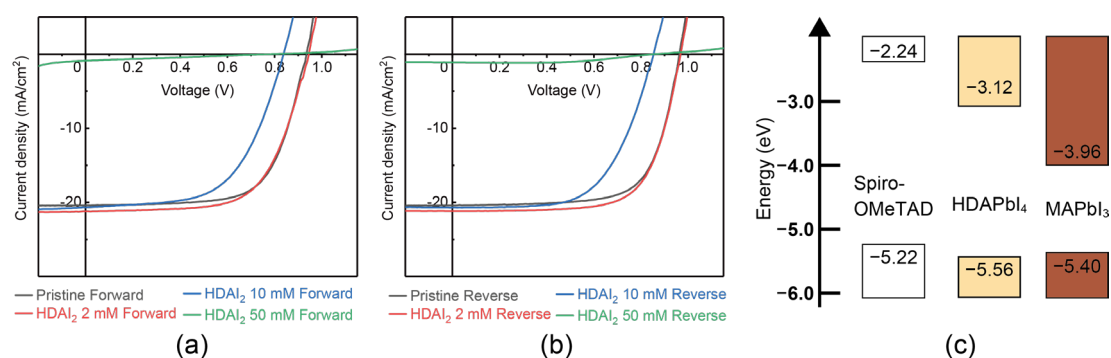 Current density (mA/cm²)
0
0.2
0.4
0.6
0.8
1.0
Voltage (V)
-10
-20
Pristine Forward
HDAI₂ 10 mM Forward
HDAI₂ 2 mM Forward
HDAI₂ 50 mM Forward
(a)
Current density (mA/cm²)
0
0.2
0.4
0.6
0.8
1.0
Voltage (V)
-10
-20
Pristine Reverse
HDAI₂ 10 mM Reverse
HDAI₂ 2 mM Reverse
HDAI₂ 50 mM Reverse
(b)
Energy (eV)
−3.0
−4.0
−5.0
−6.0
−2.24
−3.12
−3.96
Spiro-
OMeTAD
HDAPbI₄
MAPbI₃
−5.22
−5.56
−5.40
(c)